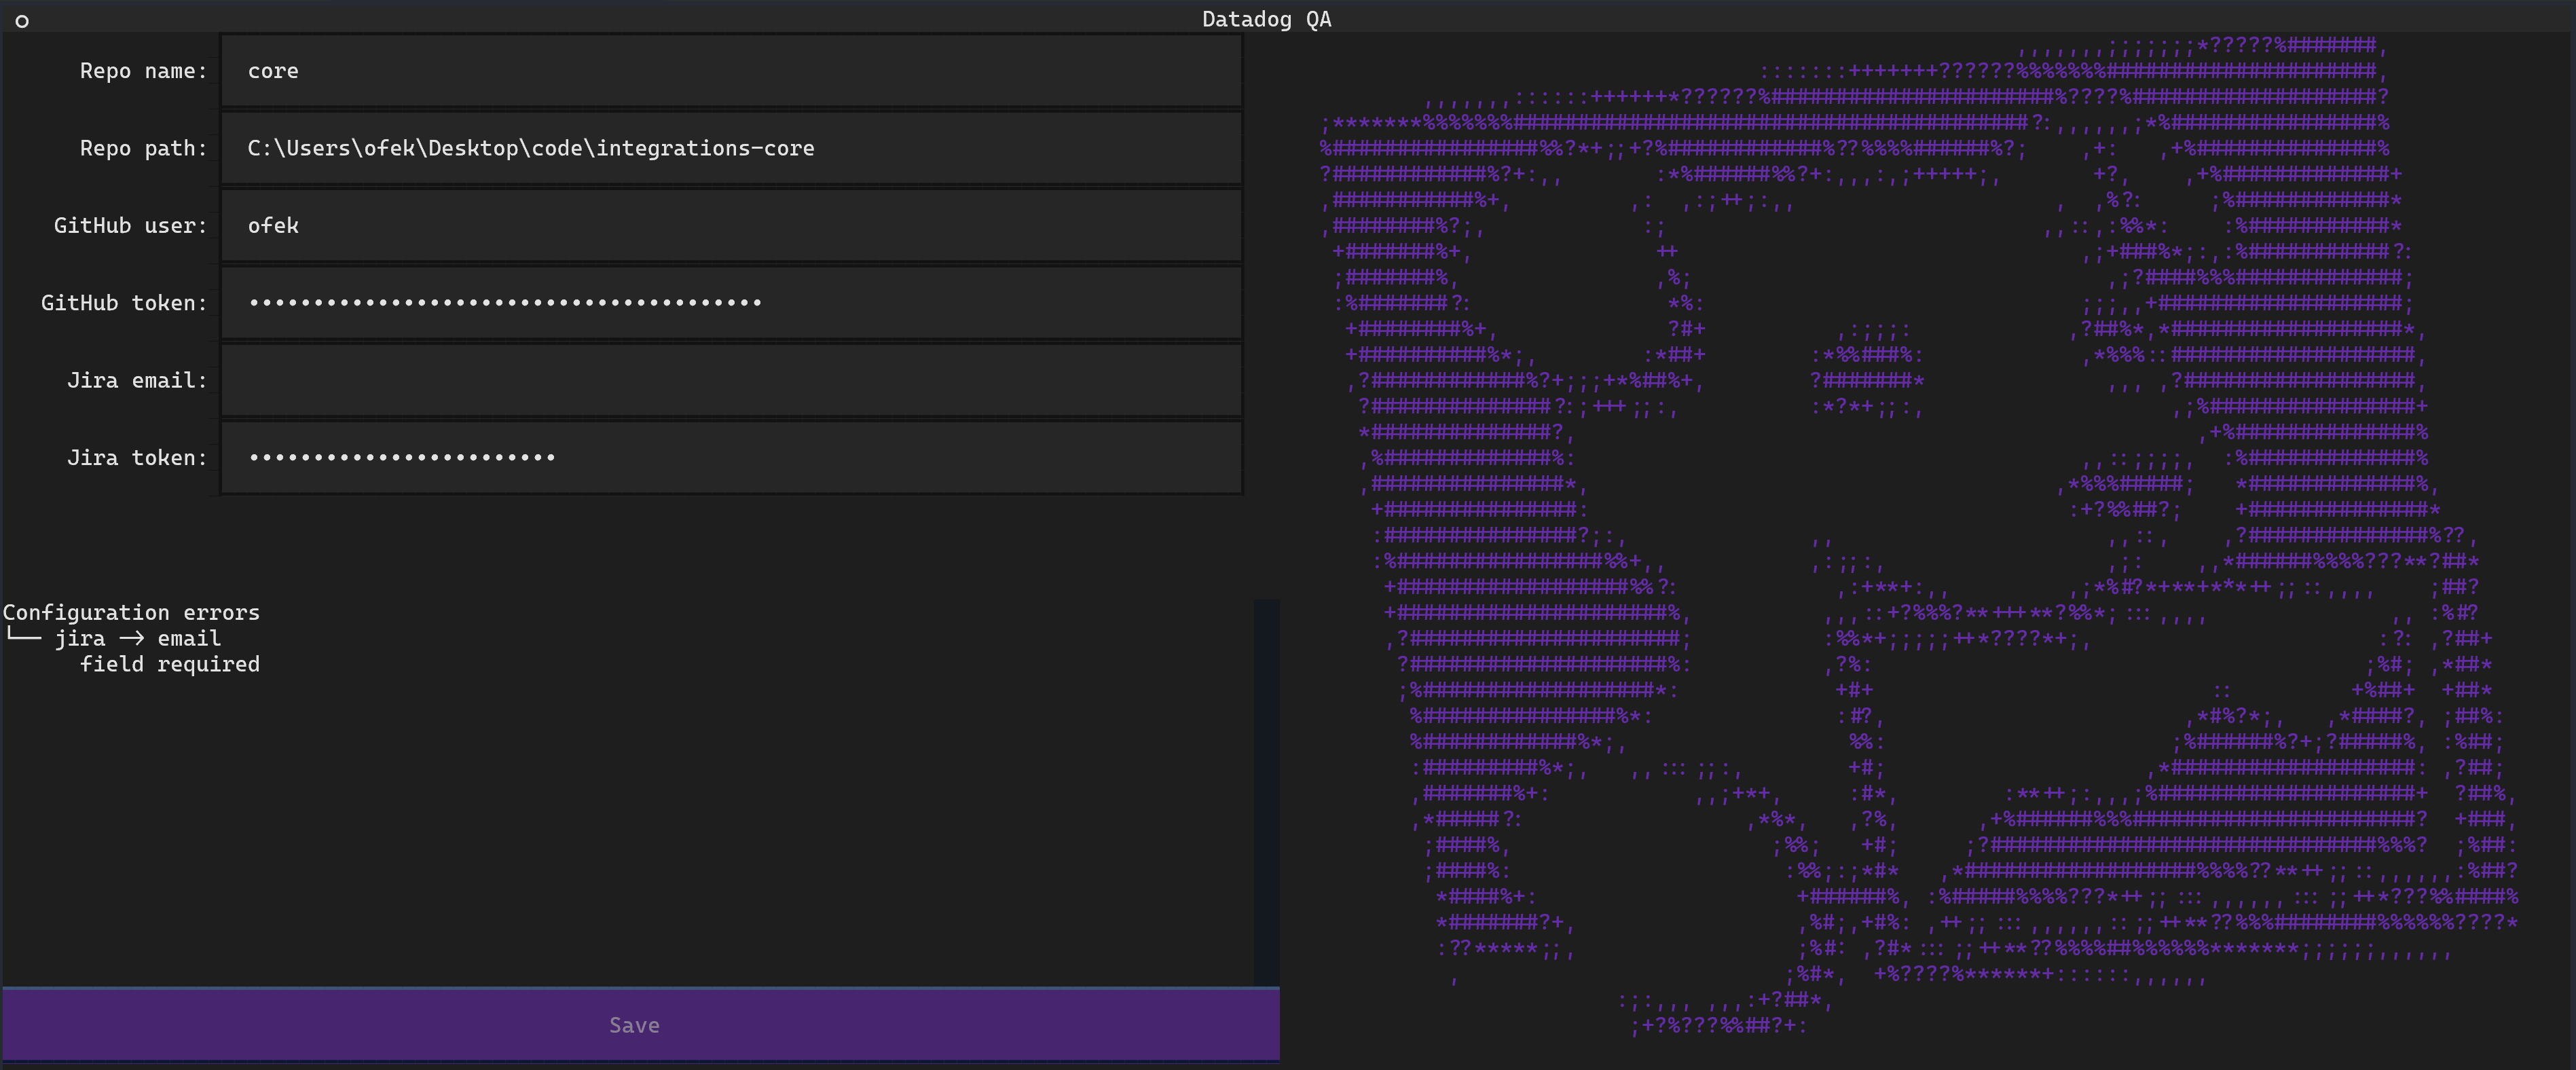 Datadog QA
Repo name: core
Repo path: C:\Users\ofek\Desktop\code\integrations-core
GitHub user: ofek
GitHub token: ••••••••••••••••••••••••••••••••••••••••
Jira email:
Jira token: ••••••••••••••••••••••••
Configuration errors
└── jira → email
field required
Save